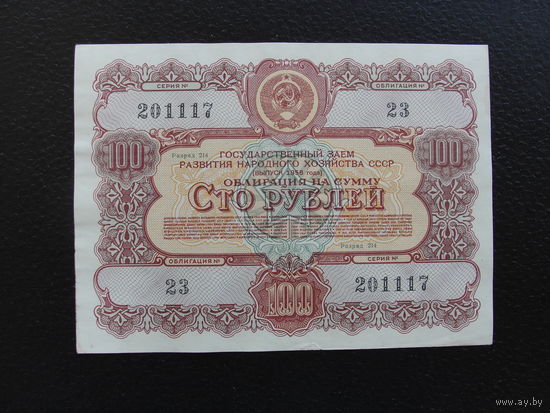 СЕРИЯ №
ОБЛИГАЦИЯ №
201117
23
100
100
Разряд 214
ГОСУДАРСТВЕННЫЙ ЗАЕМ
РАЗВИТИЯ НАРОДНОГО ХОЗЯЙСТВА СССР
(ВЫПУСК 1956 года)
ОБЛИГАЦИЯ НА СУММУ
СТО РУБЛЕЙ
Разряд 214
ОБЛИГАЦИЯ №
СЕРИЯ №
23
201117
100
www.ay.by